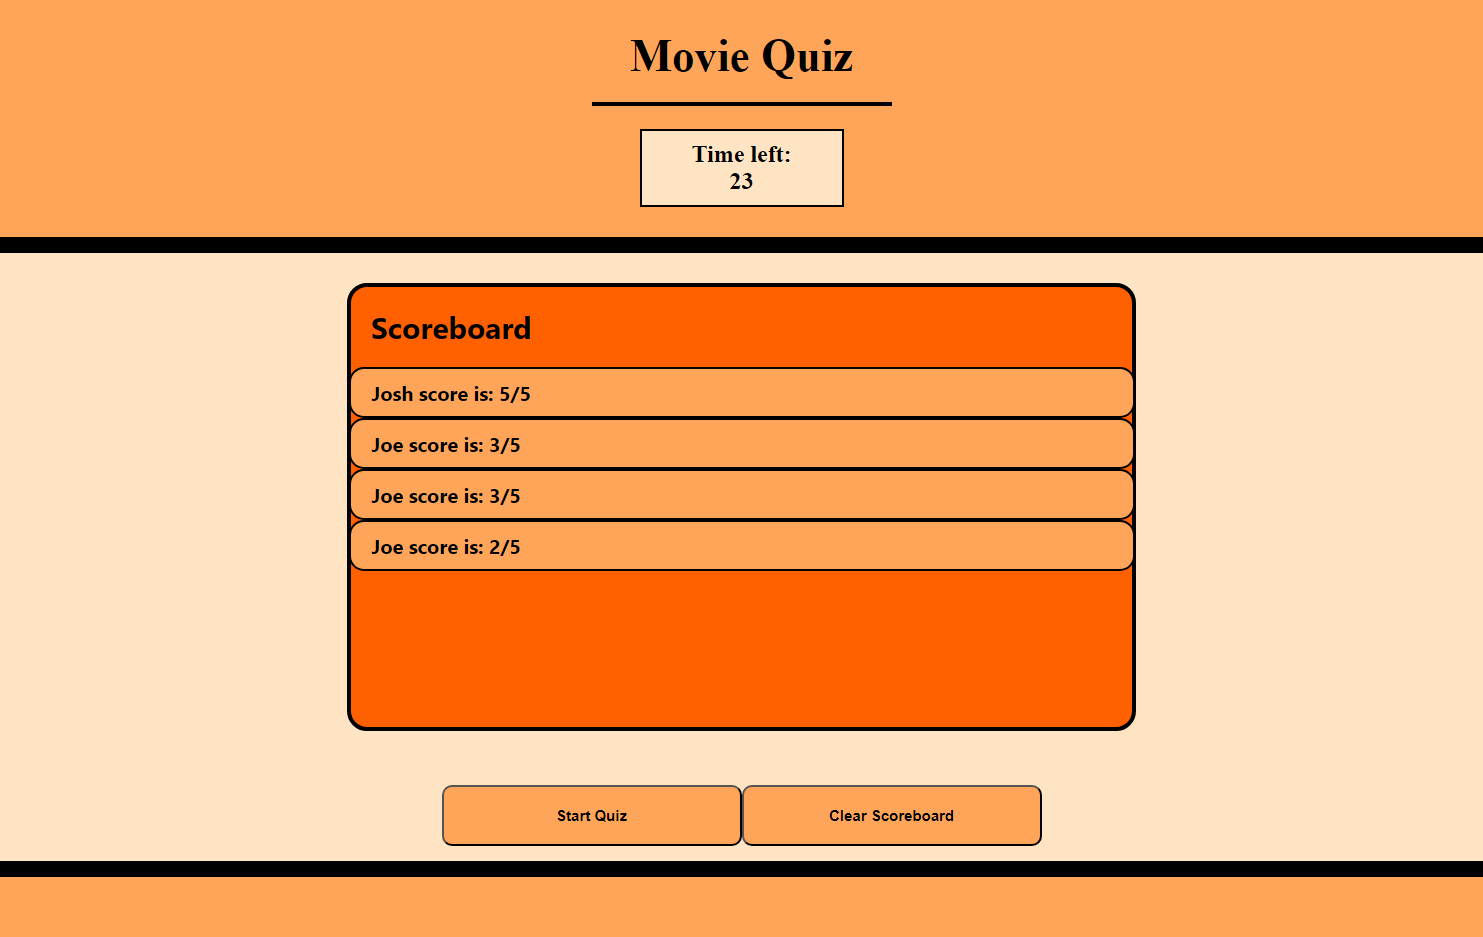 Movie Quiz
Time left:
23
Scoreboard
Josh score is: 5/5
Joe score is: 3/5
Joe score is: 3/5
Joe score is: 2/5
Start Quiz
Clear Scoreboard